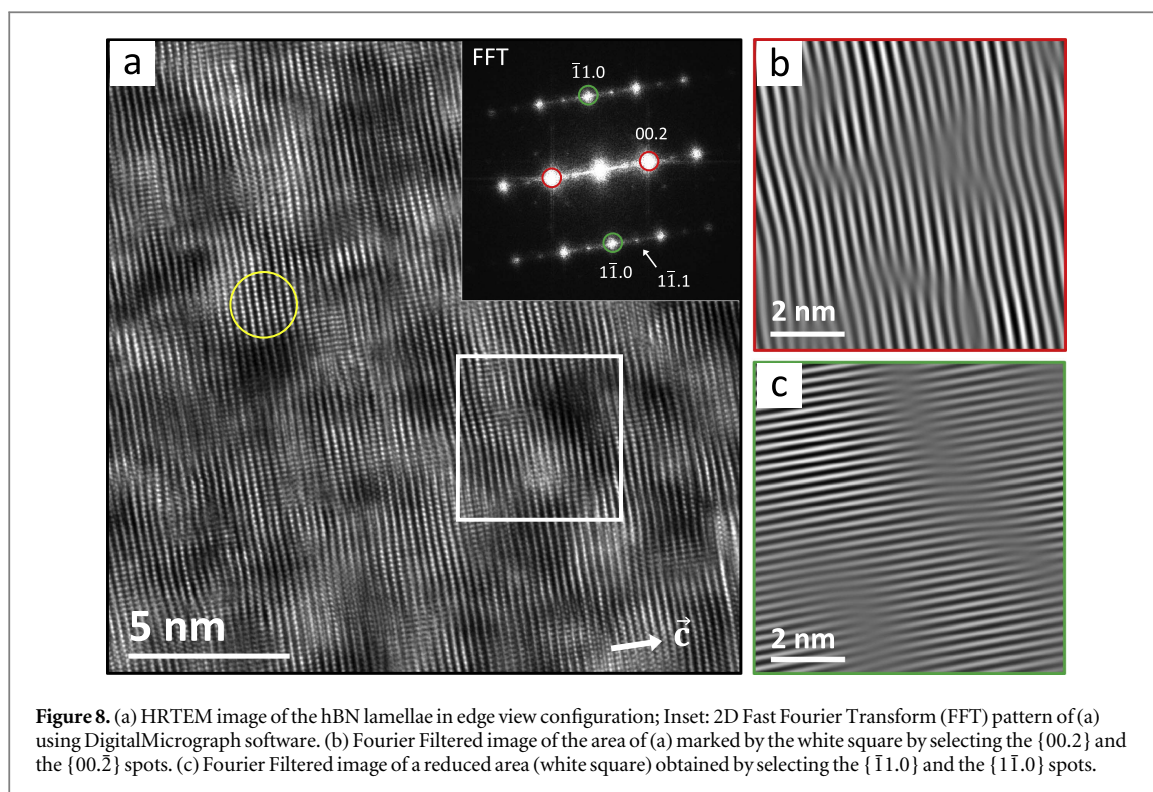 a
FFT
1̄1.0
00.2
11̄.0
11̄.1
5 nm
c⃗
b
2 nm
c
2 nm
Figure 8. (a) HRTEM image of the hBN lamellae in edge view configuration; Inset: 2D Fast Fourier Transform (FFT) pattern of (a)
using DigitalMicrograph software. (b) Fourier Filtered image of the area of (a) marked by the white square by selecting the {00.2} and
the {00.2̄} spots. (c) Fourier Filtered image of a reduced area (white square) obtained by selecting the {1̄1.0} and the {11̄.0} spots.